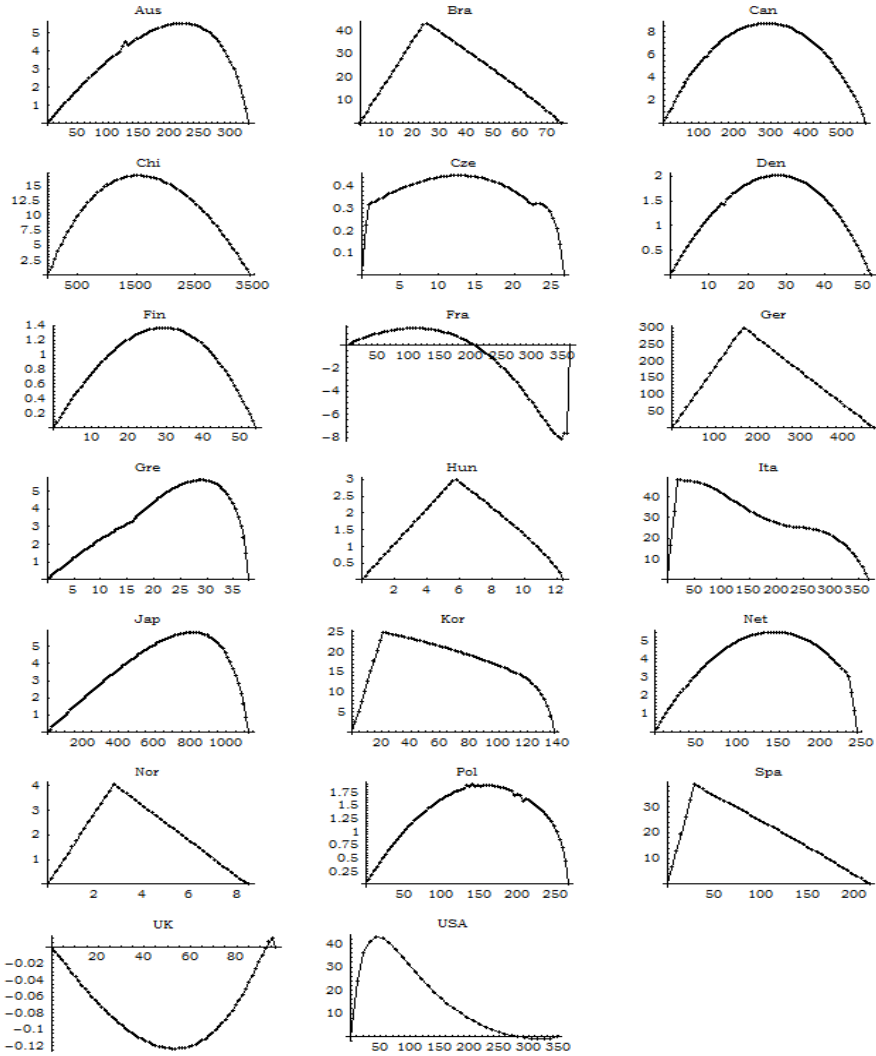 Aus
5
4
3
2
1
50 100 150 200 250 300
Bra
40
30
20
10
10 20 30 40 50 60 70
Can
8
6
4
2
100 200 300 400 500
Chi
15
12.5
10
7.5
5
2.5
500 1500 2500 3500
Cze
0.4
0.3
0.2
0.1
5 10 15 20 25
Den
2
1.5
1
0.5
10 20 30 40 50
Fin
1.4
1.2
1
0.8
0.6
0.4
0.2
10 20 30 40 50
Fra
50 100 150 200 250 300 350
-2
-4
-6
-8
Ger
300
250
200
150
100
50
100 200 300 400
Gre
5
4
3
2
1
5 10 15 20 25 30 35
Hun
3
2.5
2
1.5
1
0.5
2 4 6 8 10 12
Ita
40
30
20
10
50 100 150 200 250 300 350
Jap
5
4
3
2
1
200 400 600 800 1000
Kor
25
20
15
10
5
20 40 60 80 100 120 140
Net
5
4
3
2
1
50 100 150 200 250
Nor
4
3
2
1
2 4 6 8
Pol
1.75
1.5
1.25
1
0.75
0.5
0.25
50 100 150 200 250
Spa
30
20
10
50 100 150 200
UK
20 40 60 80
-0.02
-0.04
-0.06
-0.08
-0.1
-0.12
USA
40
30
20
10
50 100 150 200 250 300 350